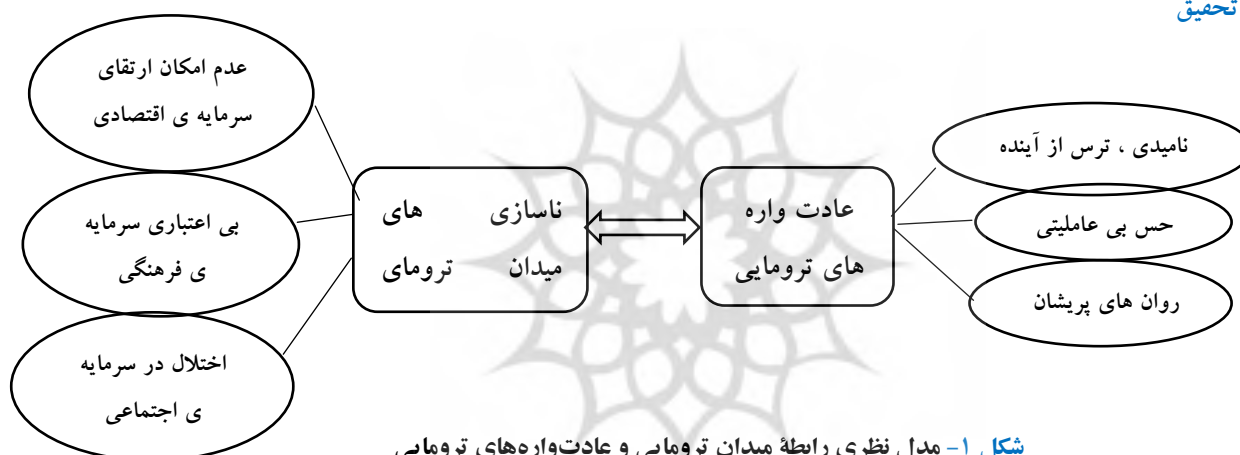 تحقیق
عدم امکان ارتقای
سرمایه ی اقتصادی
بی اعتباری سرمایه
ی فرهنگی
اختلال در سرمایه
ی اجتماعی
ناسازی های
میدان ترومای
عادت واره
های ترومایی
نامیدی ، ترس از آینده
حس بی عاملیتی
روان های پریشان
شکل ۱- مدل نظری رابطۀ میدان ترومایی و عادت‌واره‌های ترومایی